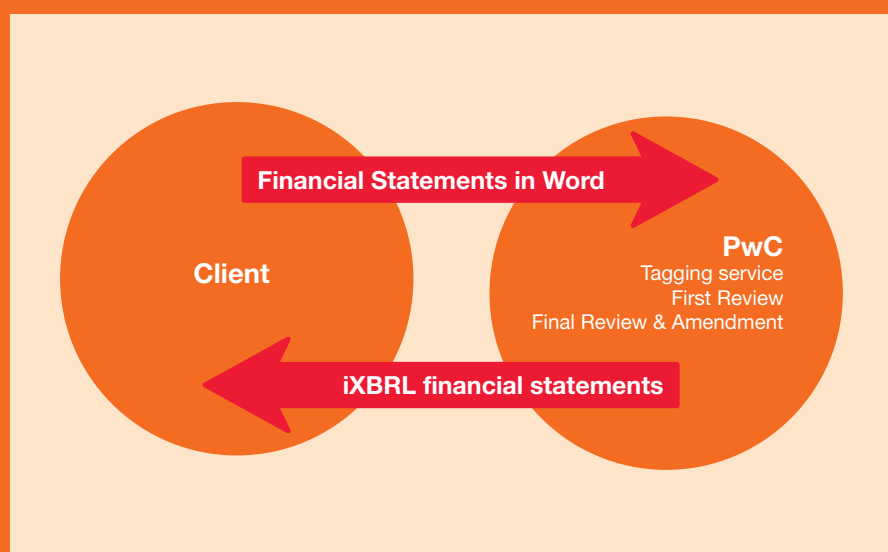 Financial Statements in Word
Client
PwC
Tagging service
First Review
Final Review & Amendment
iXBRL financial statements